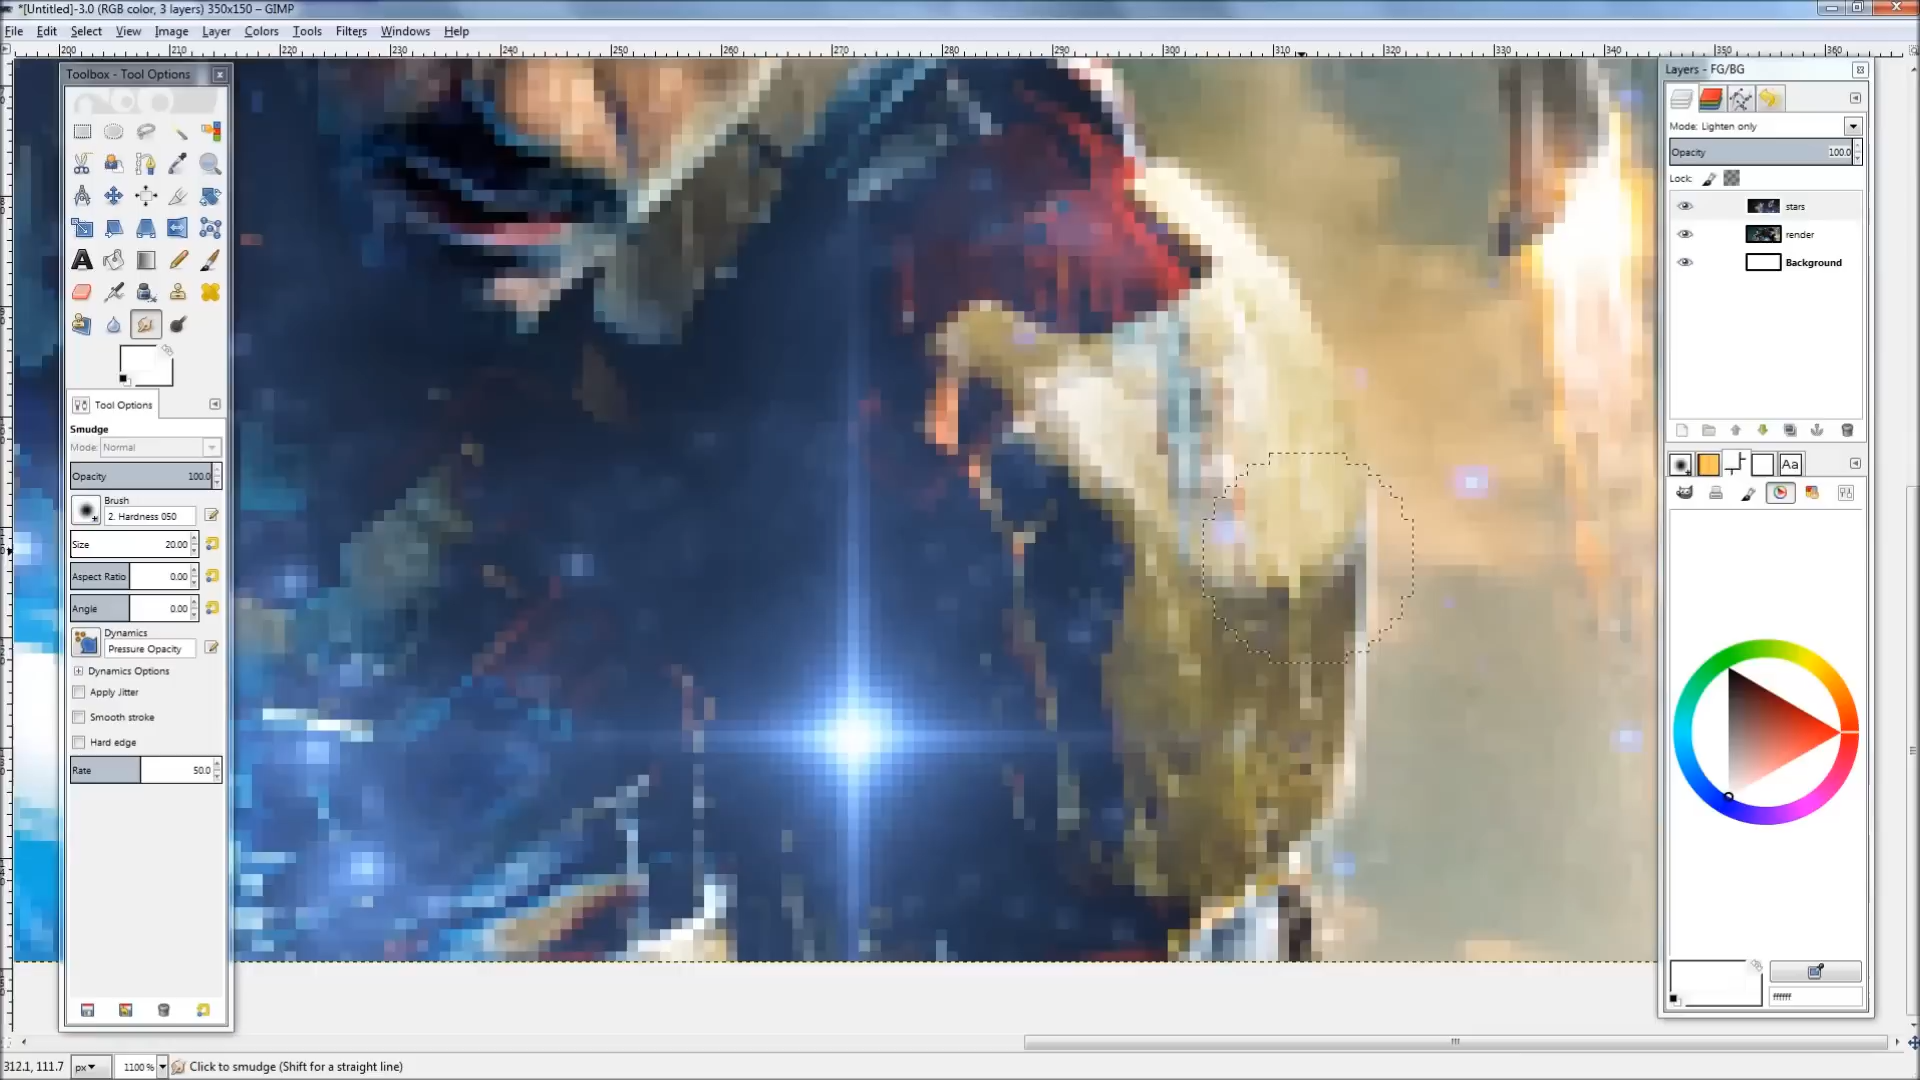 *[Untitled]-3.0 (RGB color, 3 layers) 350x150 – GIMP
File Edit Select View Image Layer Colors Tools Filters Windows Help
200 210 220 230 240 250 260 270 280 290 300 310 320 330 340 350 360
Toolbox - Tool Options
Tool Options
Smudge
Mode: Normal
Opacity 100.0
Brush
2. Hardness 050
Size 20.00
Aspect Ratio 0.00
Angle 0.00
Dynamics
Pressure Opacity
Dynamics Options
Apply Jitter
Smooth stroke
Hard edge
Rate 50.0
Layers - FG/BG
Mode: Lighten only
Opacity 100.0
Lock:
stars
render
Background
Aa
ffffff
312.1, 111.7 px 1100 % Click to smudge (Shift for a straight line)